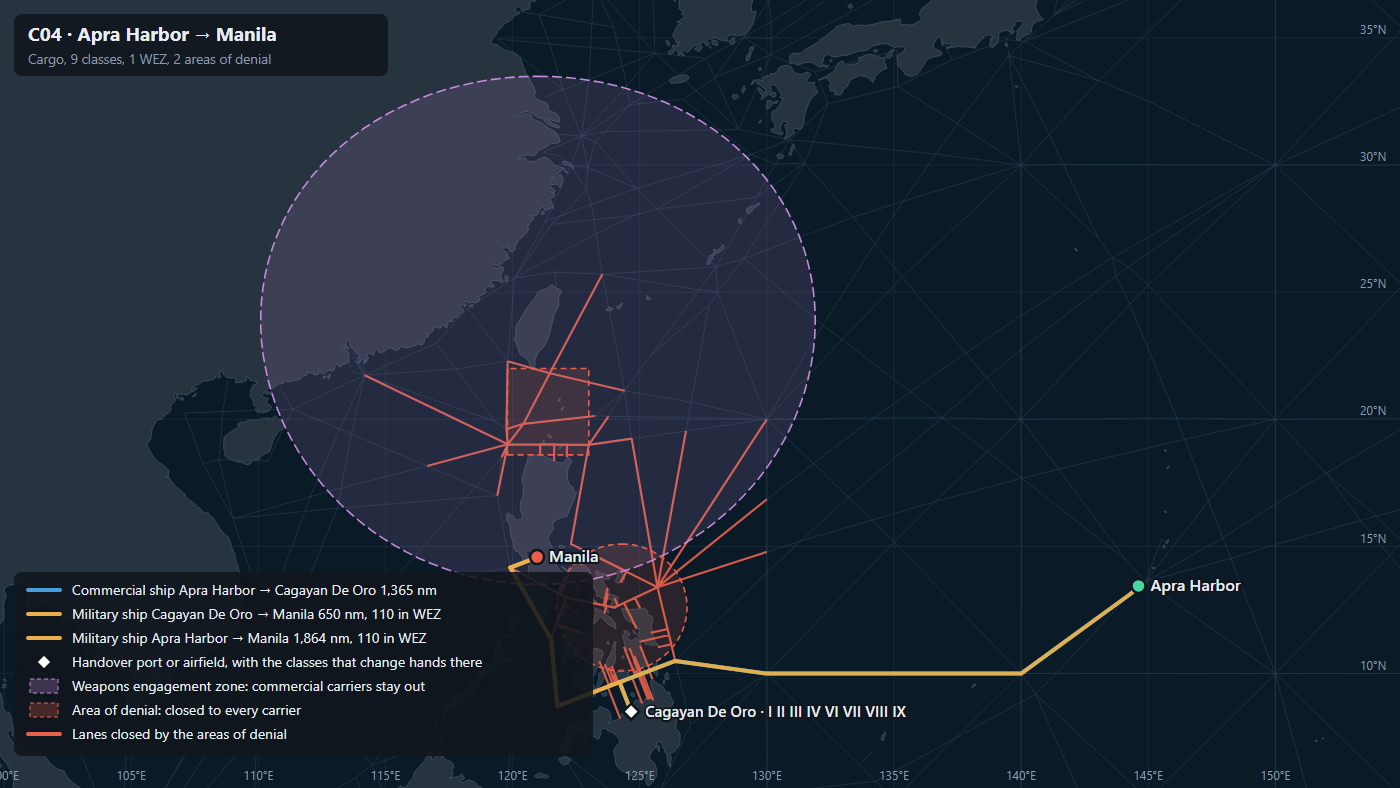 C04 · Apra Harbor → Manila
Cargo, 9 classes, 1 WEZ, 2 areas of denial
35°N
30°N
25°N
20°N
15°N
10°N
Manila
Apra Harbor
Cagayan De Oro · I II III IV VI VII VIII IX
Commercial ship Apra Harbor → Cagayan De Oro 1,365 nm
Military ship Cagayan De Oro → Manila 650 nm, 110 in WEZ
Military ship Apra Harbor → Manila 1,864 nm, 110 in WEZ
Handover port or airfield, with the classes that change hands there
Weapons engagement zone: commercial carriers stay out
Area of denial: closed to every carrier
Lanes closed by the areas of denial
00°E 105°E 110°E 115°E 120°E 125°E 130°E 135°E 140°E 145°E 150°E